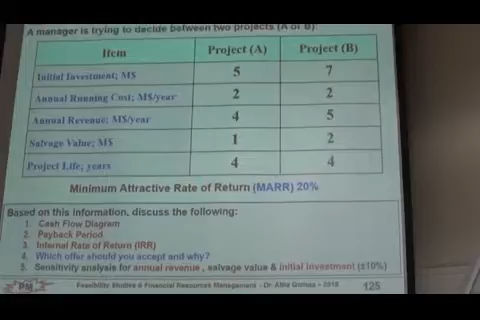 A manager is trying to decide between two projects (A or B):
Item Project (A) Project (B)
Initial Investment; M$ 5 7
Annual Running Cost; M$/year 2 2
Annual Revenue; M$/year 4 5
Salvage Value; M$ 1 2
Project Life, years 4 4
Minimum Attractive Rate of Return (MARR) 20%
Based on this information, discuss the following:
1. Cash Flow Diagram
2. Payback Period
3. Internal Rate of Return (IRR)
4. Which offer should you accept and why?
5. Sensitivity analysis for annual revenue , salvage value & initial investment (±10%)
PM Feasibility Studies & Financial Resources Management - Dr. Attia Gomaa - 2018 125